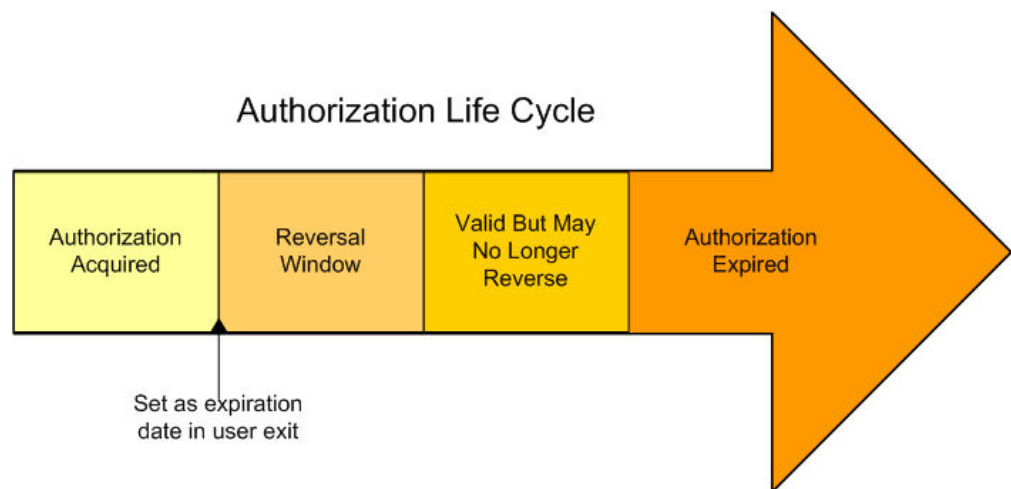 Authorization Life Cycle
Authorization
Acquired
Reversal
Window
Valid But May
No Longer
Reverse
Authorization
Expired
Set as expiration
date in user exit